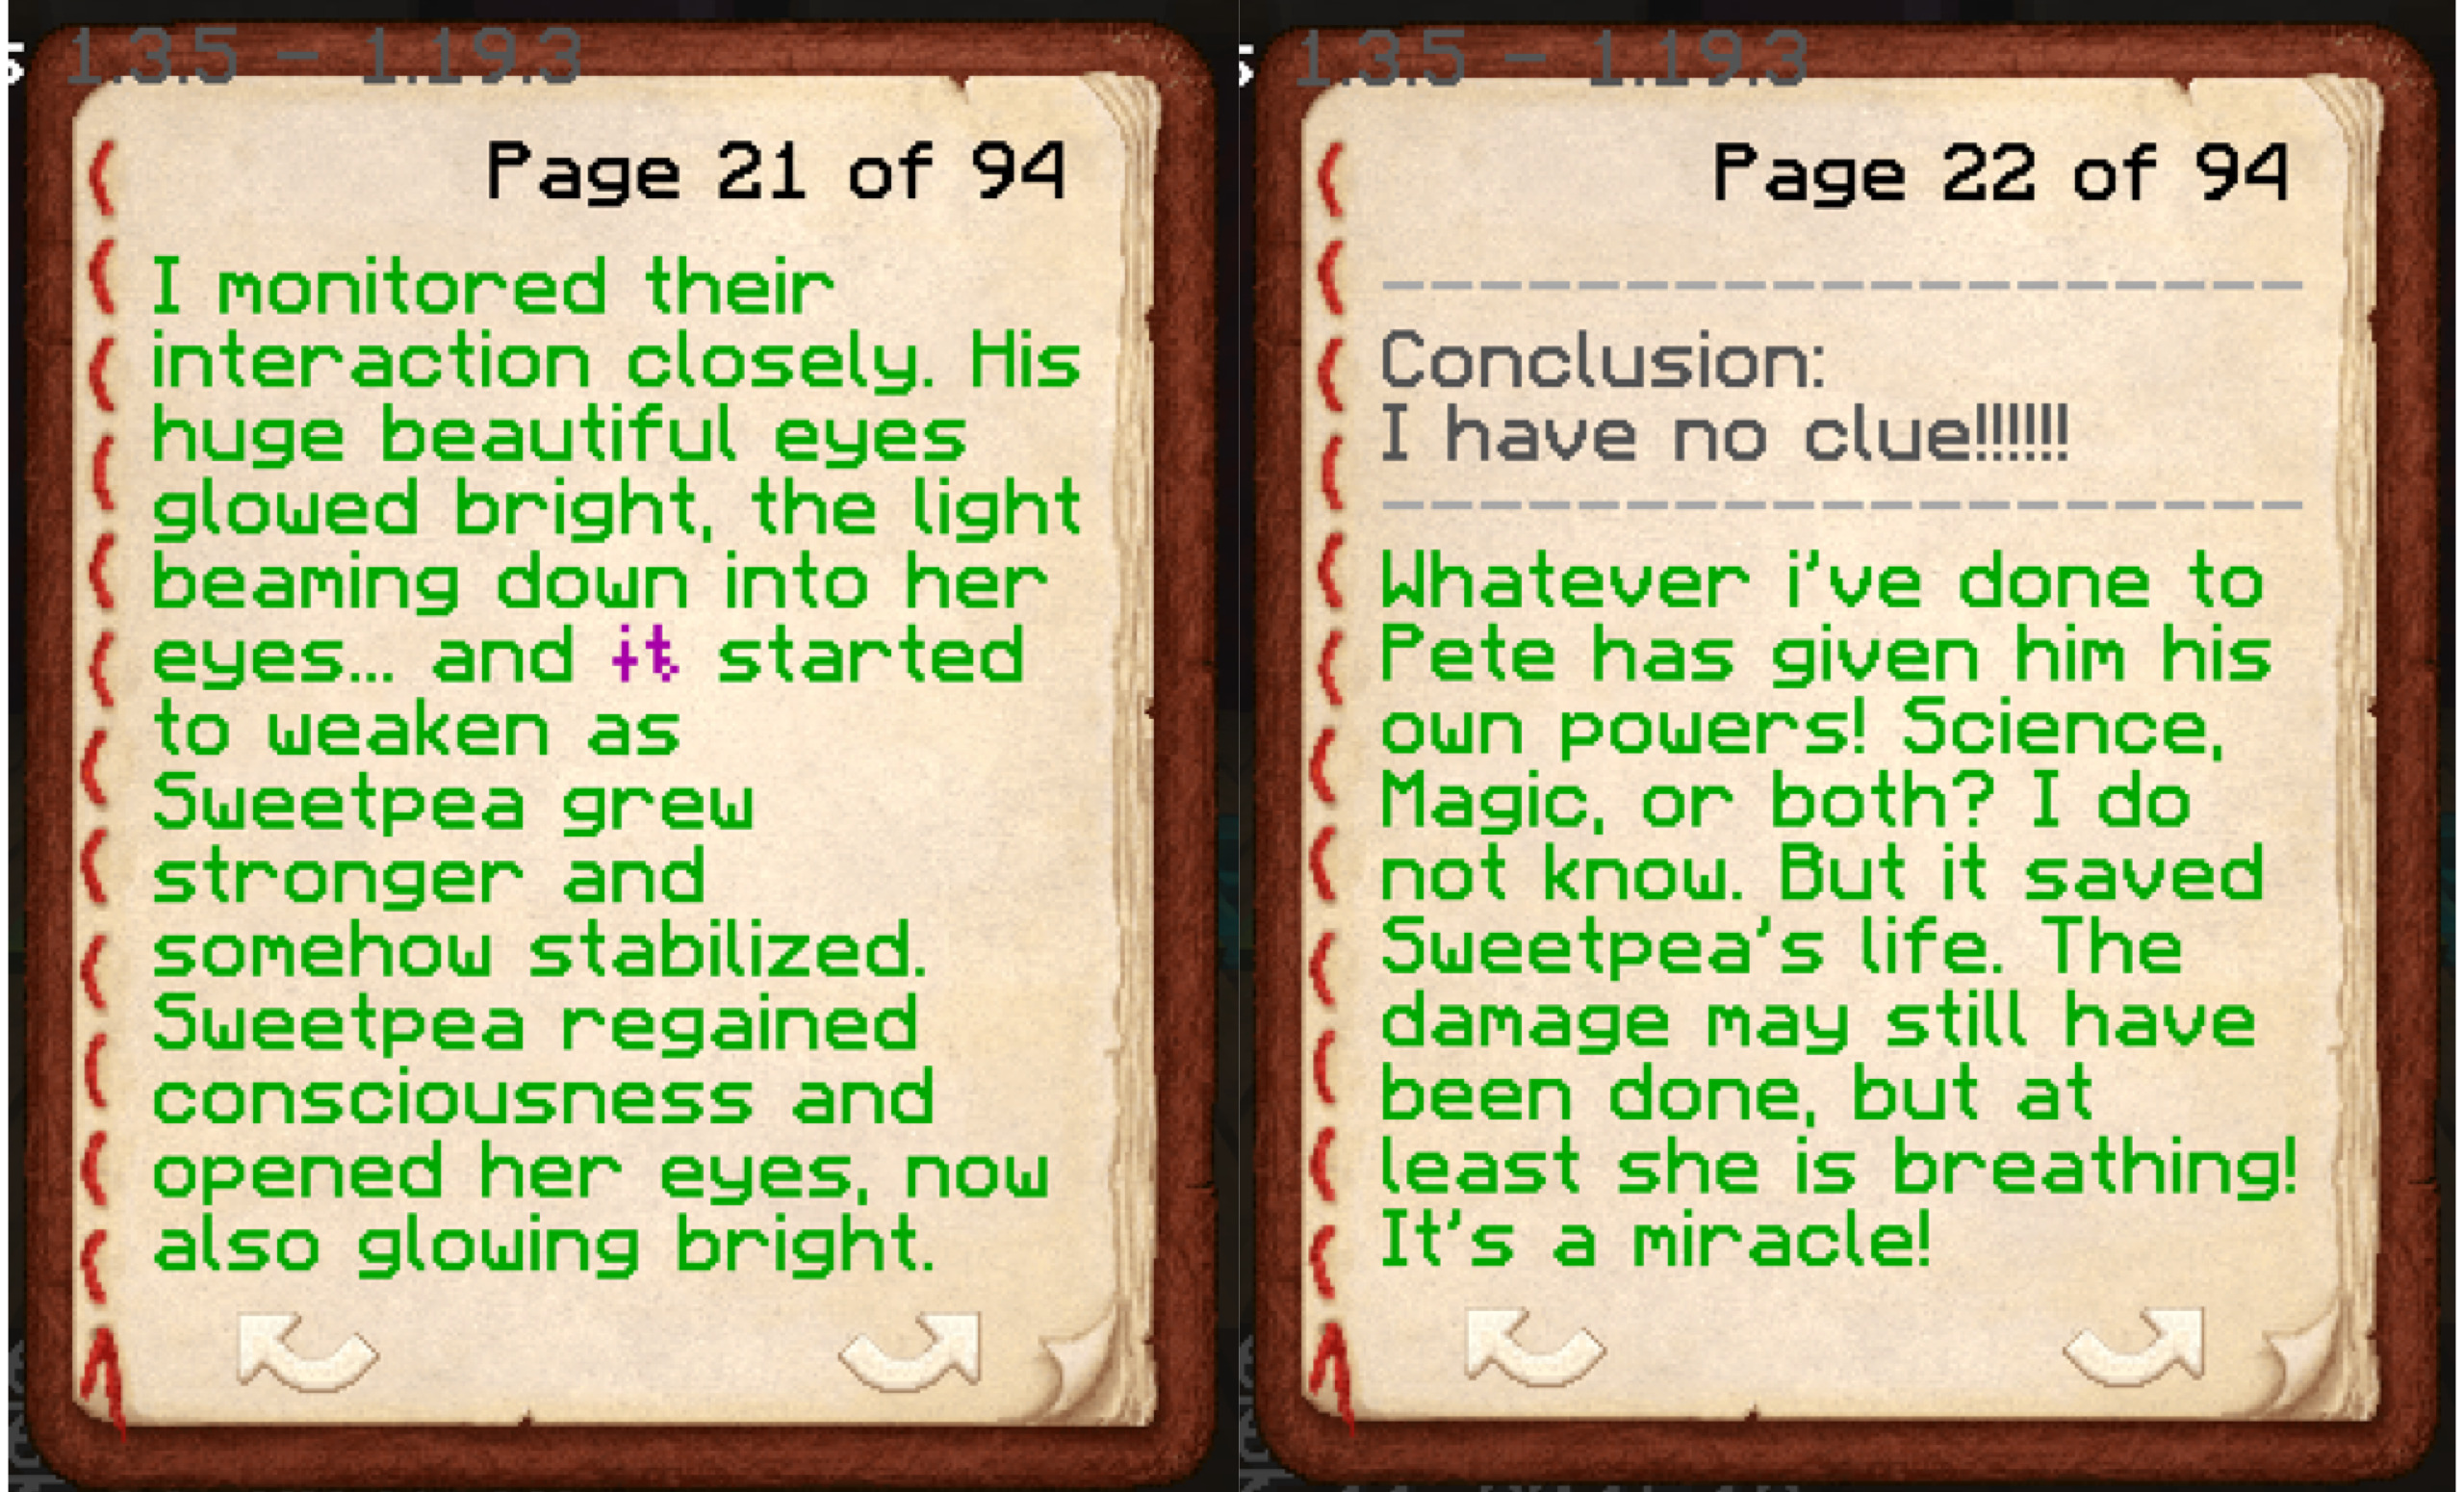 1.3.5 - 1.19.3
Page 21 of 94
I monitored their
interaction closely. His
huge beautiful eyes
glowed bright, the light
beaming down into her
eyes... and it started
to weaken as
Sweetpea grew
stronger and
somehow stabilized.
Sweetpea regained
consciousness and
opened her eyes, now
also glowing bright.
1.3.5 - 1.19.3
Page 22 of 94
-------------------
Conclusion:
I have no clue!!!!!!
-------------------
Whatever i've done to
Pete has given him his
own powers! Science,
Magic, or both? I do
not know. But it saved
Sweetpea's life. The
damage may still have
been done, but at
least she is breathing!
It's a miracle!